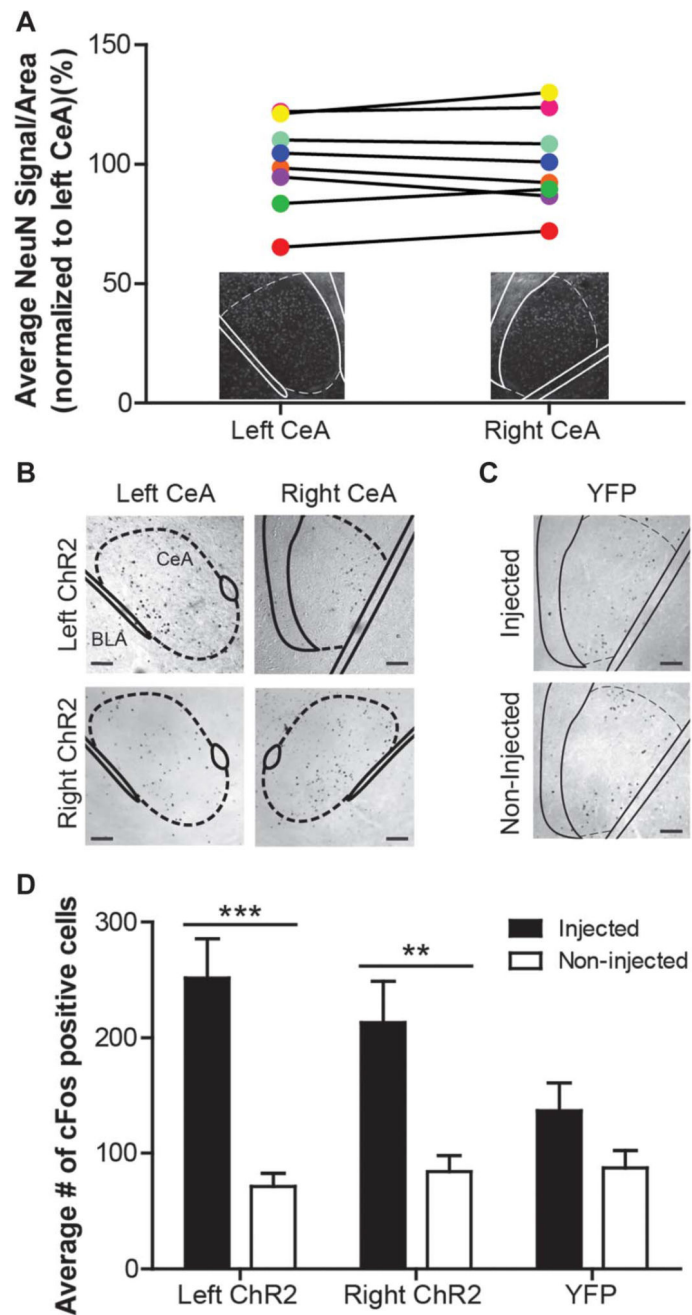 A
Average NeuN Signal/Area
(normalized to left CeA)(%)
150
100
50
0
Left CeA
Right CeA
B
Left CeA
Right CeA
Left ChR2
CeA
BLA
Right ChR2
C
YFP
Injected
Non-Injected
D
Average # of cFos positive cells
300
200
100
0
***
**
Injected
Non-injected
Left ChR2
Right ChR2
YFP